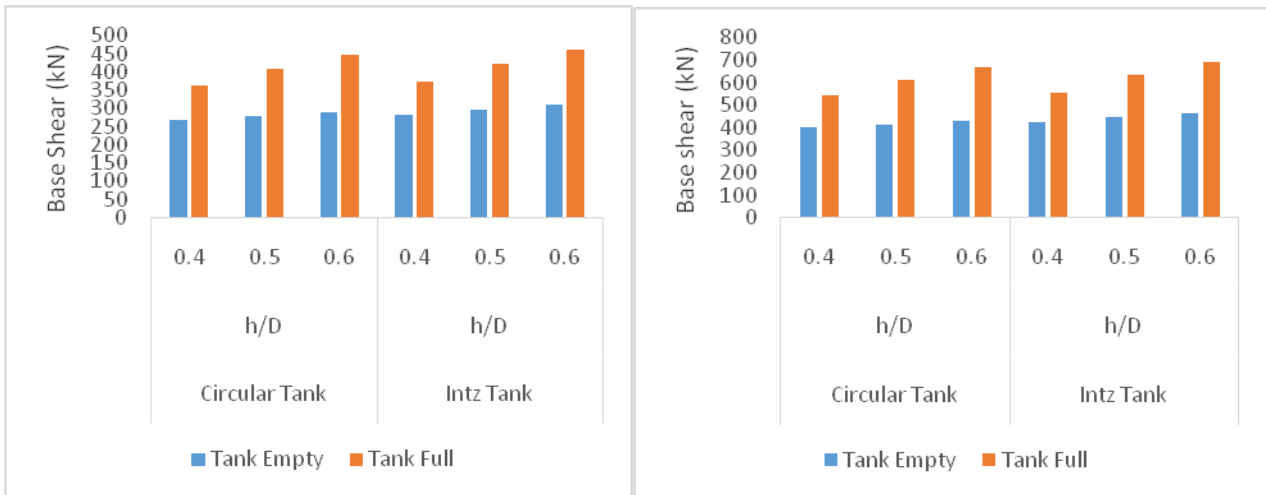 Base Shear (kN)
500
450
400
350
300
250
200
150
100
50
0
0.4 0.5 0.6 0.4 0.5 0.6
h/D h/D
Circular Tank Intz Tank
Tank Empty Tank Full
Base shear (kN)
800
700
600
500
400
300
200
100
0
0.4 0.5 0.6 0.4 0.5 0.6
h/D h/D
Circular Tank Intz Tank
Tank Empty Tank Full